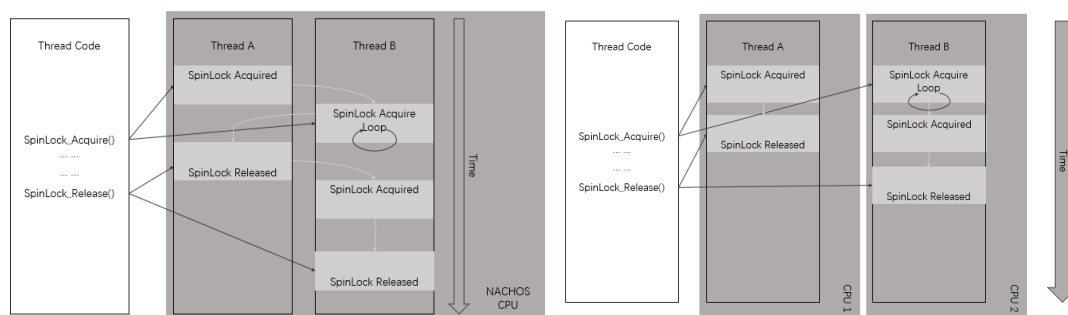 Thread Code
Thread A
Thread B
SpinLock Acquired
SpinLock Acquire
Loop
SpinLock_Acquire()
... ...
... ...
SpinLock_Release()
SpinLock Released
SpinLock Acquired
SpinLock Released
Time
NACHOS
CPU
Thread Code
Thread A
Thread B
SpinLock Acquired
SpinLock Acquire
Loop
SpinLock_Acquire()
... ...
... ...
SpinLock_Release()
SpinLock Released
SpinLock Acquired
SpinLock Released
CPU 1
CPU 2
Time